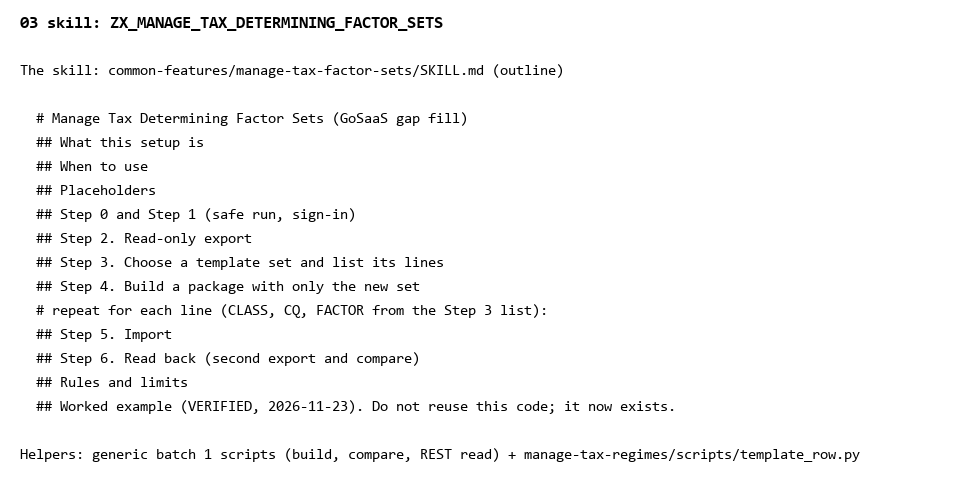 03 skill: ZX_MANAGE_TAX_DETERMINING_FACTOR_SETS
The skill: common-features/manage-tax-factor-sets/SKILL.md (outline)
# Manage Tax Determining Factor Sets (GoSaaS gap fill)
## What this setup is
## When to use
## Placeholders
## Step 0 and Step 1 (safe run, sign-in)
## Step 2. Read-only export
## Step 3. Choose a template set and list its lines
## Step 4. Build a package with only the new set
# repeat for each line (CLASS, CQ, FACTOR from the Step 3 list):
## Step 5. Import
## Step 6. Read back (second export and compare)
## Rules and limits
## Worked example (VERIFIED, 2026-11-23). Do not reuse this code; it now exists.
Helpers: generic batch 1 scripts (build, compare, REST read) + manage-tax-regimes/scripts/template_row.py